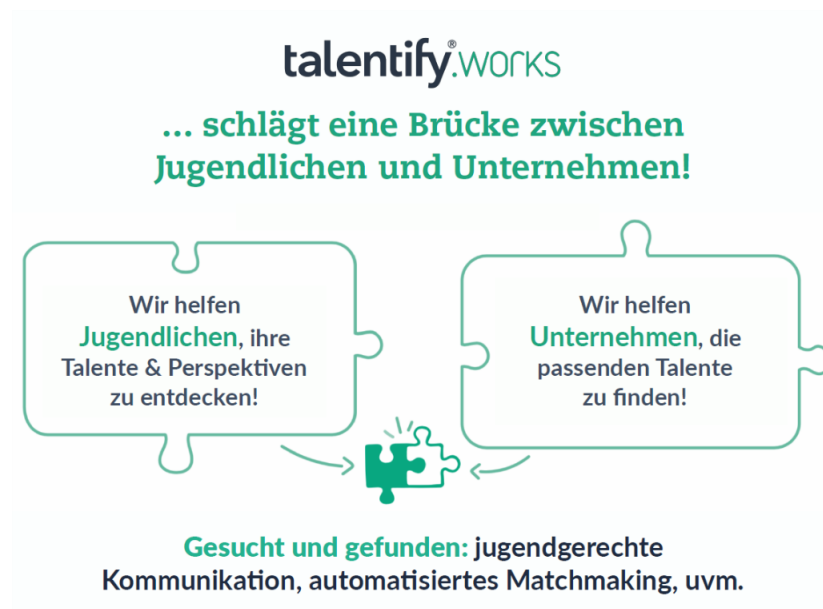 talentify®.works
... schlägt eine Brücke zwischen
Jugendlichen und Unternehmen!
Wir helfen
Jugendlichen, ihre
Talente & Perspektiven
zu entdecken!
Wir helfen
Unternehmen, die
passenden Talente
zu finden!
Gesucht und gefunden: jugendgerechte
Kommunikation, automatisiertes Matchmaking, uvm.